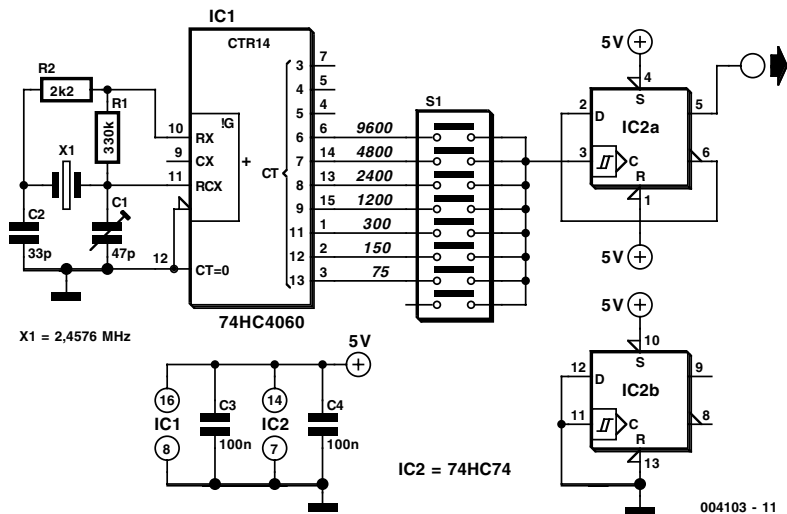 IC1
CTR14
R2
2k2
R1
330k
X1
C2
33p
C1
47p
!G
+
10
RX
9
CX
11
RCX
12
CT=0
CT
3
7
4
5
5
4
6
6
9600
7
14
4800
8
13
2400
9
15
1200
11
1
300
12
2
150
13
3
75
74HC4060
X1 = 2,4576 MHz
S1
5V
4
S
2
D
IC2a
5
3
C
6
R
1
5V
5V
10
S
12
D
IC2b
9
11
C
8
R
13
5V
16
IC1
8
C3
100n
14
IC2
7
C4
100n
IC2 = 74HC74
004103 - 11